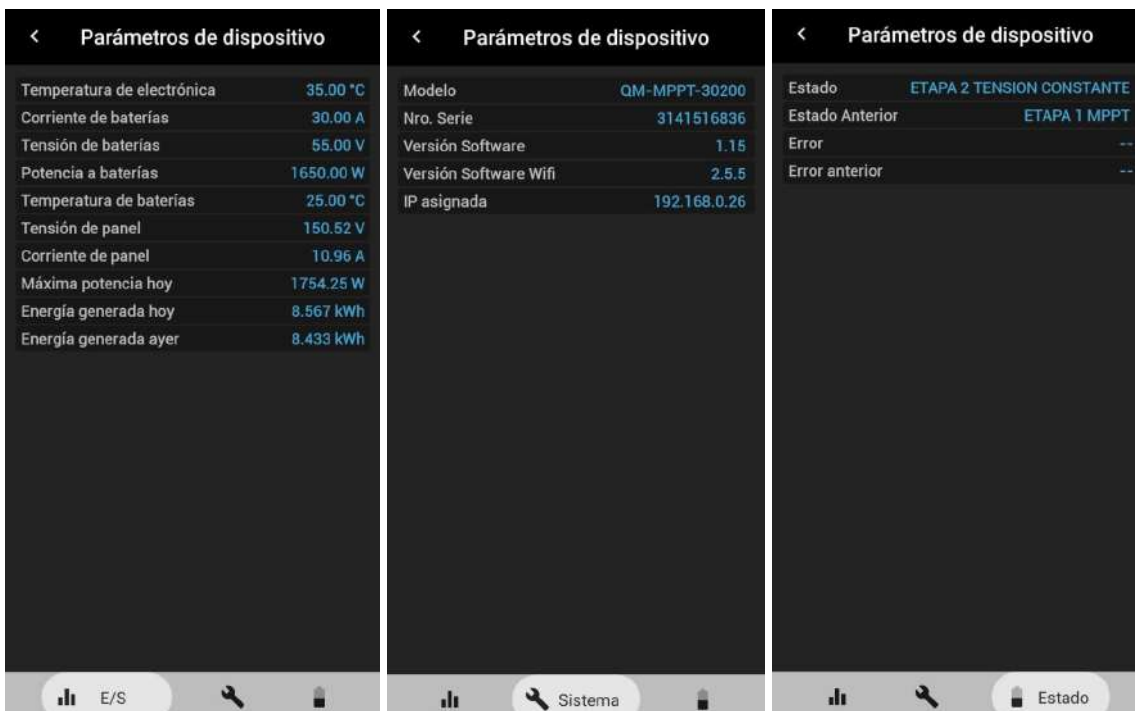 Parámetros de dispositivo
Temperatura de electrónica 35.00 °C
Corriente de baterías 30.00 A
Tensión de baterías 55.00 V
Potencia a baterías 1650.00 W
Temperatura de baterías 25.00 °C
Tensión de panel 150.52 V
Corriente de panel 10.96 A
Máxima potencia hoy 1754.25 W
Energía generada hoy 8.567 kWh
Energía generada ayer 8.433 kWh
E/S
Parámetros de dispositivo
Modelo QM-MPPT-30200
Nro. Serie 3141516836
Versión Software 1.15
Versión Software Wifi 2.5.5
IP asignada 192.168.0.26
Sistema
Parámetros de dispositivo
Estado ETAPA 2 TENSION CONSTANTE
Estado Anterior ETAPA 1 MPPT
Error --
Error anterior --
Estado